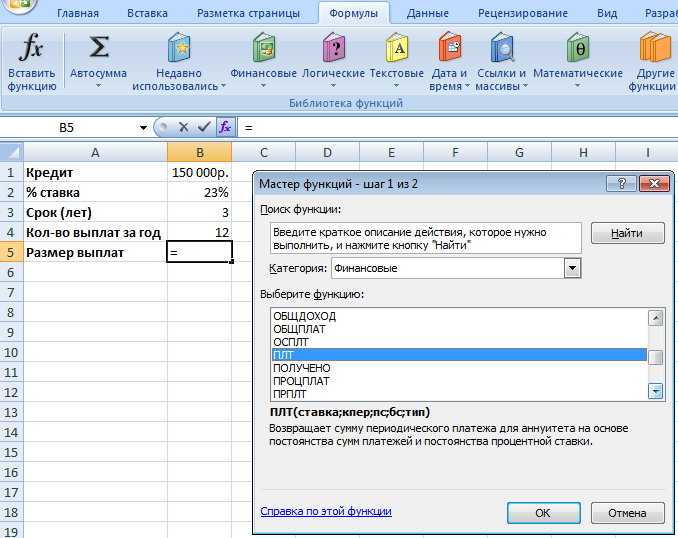 Главная Вставка Разметка страницы Формулы Данные Рецензирование Вид Разраб
fx Σ θ
Вставить функцию
Автосумма
Недавно использовались
Финансовые
Логические
Текстовые
Дата и время
Ссылки и массивы
Математические
Другие функции
Библиотека функций
B5 fx =
A B C D E F G H I
1 Кредит 150 000р.
2 % ставка 23%
3 Срок (лет) 3
4 Кол-во выплат за год 12
5 Размер выплат =
6
7
8
9
10
11
12
13
14
15
16
17
18
19
Мастер функций - шаг 1 из 2
Поиск функции:
Введите краткое описание действия, которое нужно
выполнить, и нажмите кнопку "Найти"
Найти
Категория: Финансовые
Выберите функцию:
ОБЩДОХОД
ОБЩПЛАТ
ОСПЛТ
ПЛТ
ПОЛУЧЕНО
ПРОЦПЛАТ
ПРПЛТ
ПЛТ(ставка;кпер;пс;бс;тип)
Возвращает сумму периодического платежа для аннуитета на основе
постоянства сумм платежей и постоянства процентной ставки.
Справка по этой функции
ОК Отмена